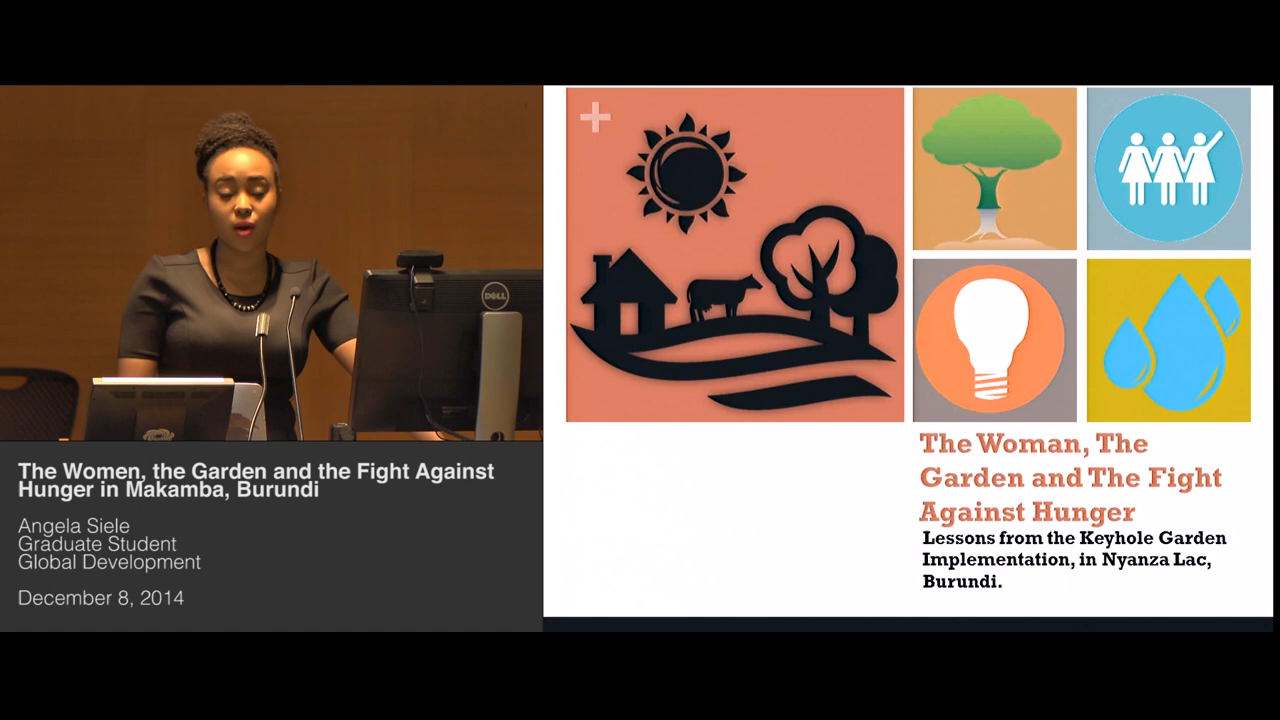 DELL
The Women, the Garden and the Fight Against
Hunger in Makamba, Burundi
Angela Siele
Graduate Student
Global Development
December 8, 2014
The Woman, The
Garden and The Fight
Against Hunger
Lessons from the Keyhole Garden
Implementation, in Nyanza Lac,
Burundi.